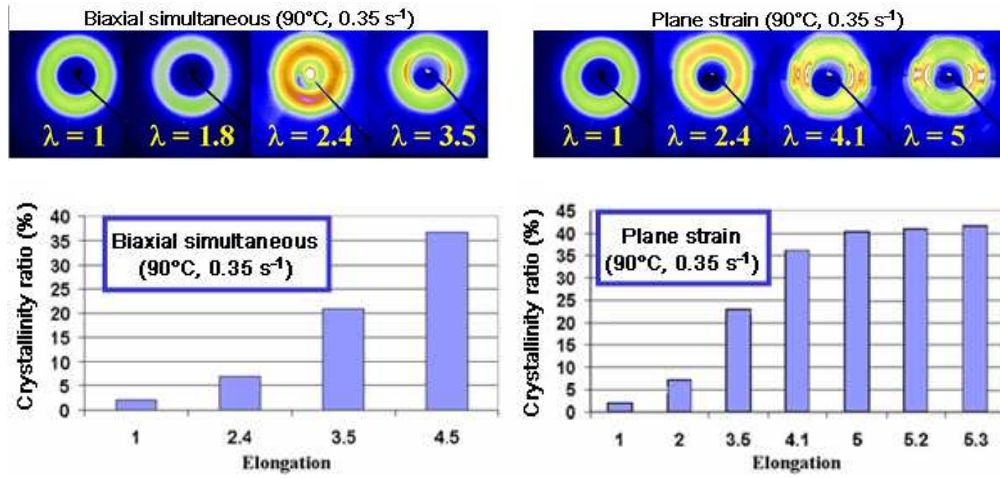 Biaxial simultaneous (90°C, 0.35 s⁻¹)
λ = 1
λ = 1.8
λ = 2.4
λ = 3.5
Plane strain (90°C, 0.35 s⁻¹)
λ = 1
λ = 2.4
λ = 4.1
λ = 5
Crystallinity ratio (%)
40
35
30
25
20
15
10
5
0
Biaxial simultaneous
(90°C, 0.35 s⁻¹)
1 2.4 3.5 4.5
Elongation
Crystallinity ratio (%)
45
40
35
30
25
20
15
10
5
0
Plane strain
(90°C, 0.35 s⁻¹)
1 2 3.5 4.1 5 5.2 5.3
Elongation